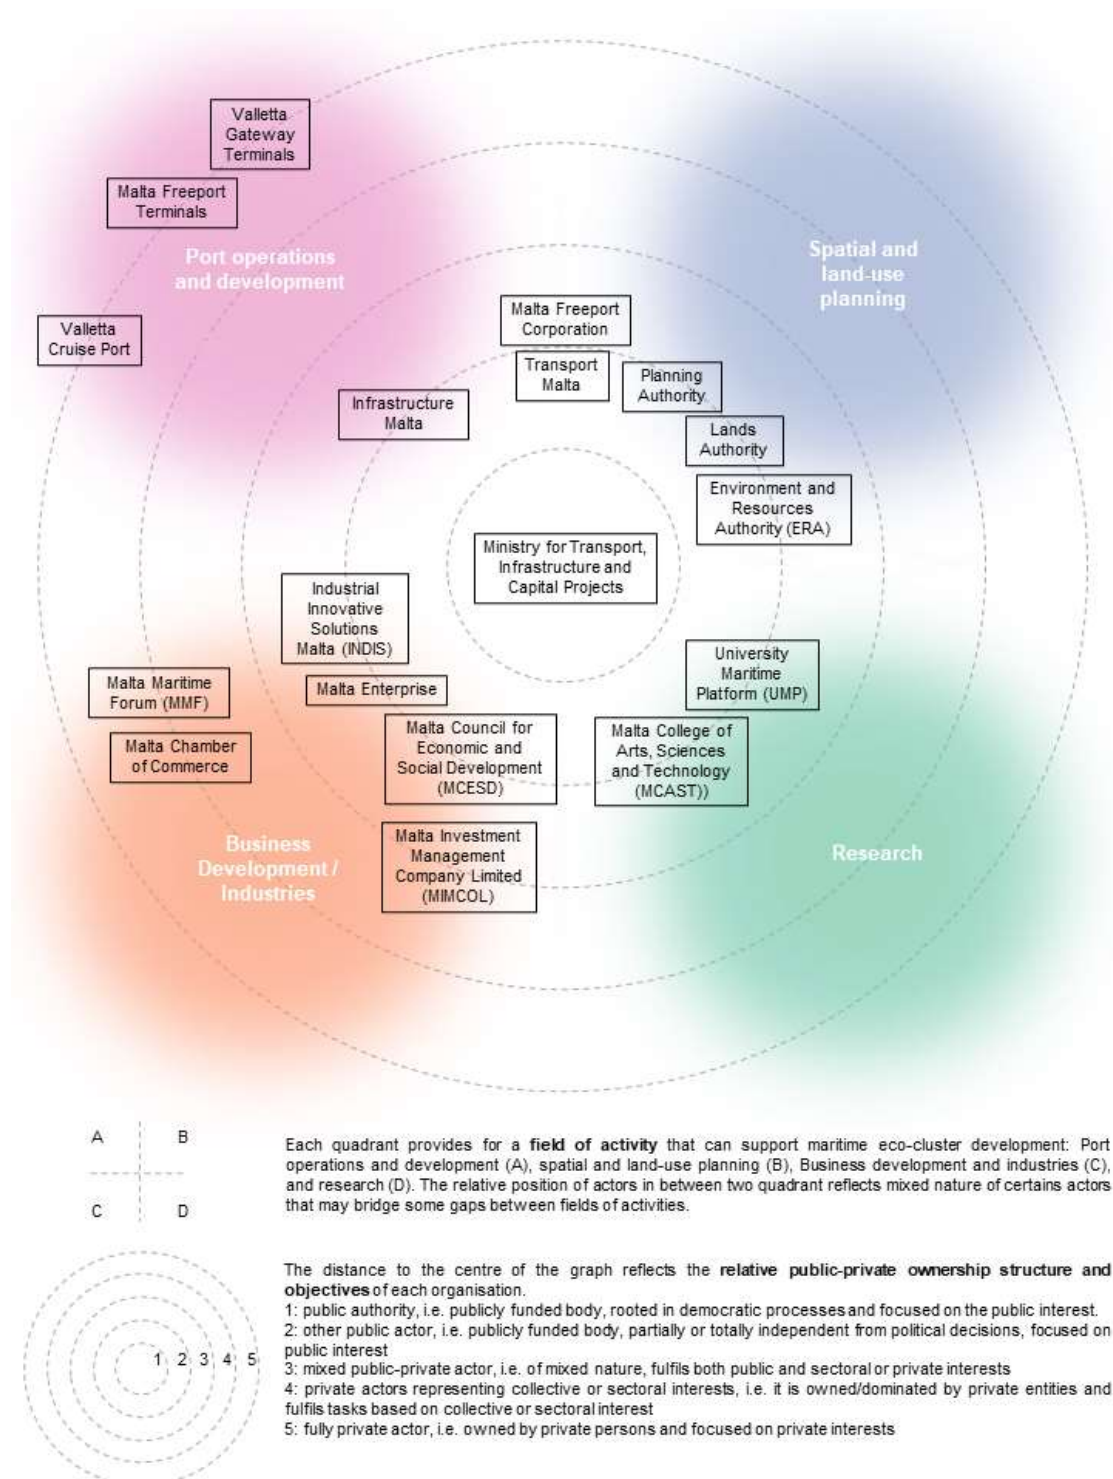 Valletta
Gateway
Terminals
Malta Freeport
Terminals
Port operations
and development
Spatial and
land-use
planning
Valletta
Cruise Port
Malta Freeport
Corporation
Transport
Malta
Planning
Authority
Infrastructure
Malta
Lands
Authority
Environment and
Resources
Authority (ERA)
Ministry for Transport,
Infrastructure and
Capital Projects
Industrial
Innovative
Solutions
Malta (INDIS)
University
Maritime
Platform (UMP)
Malta Maritime
Forum (MMF)
Malta Enterprise
Malta Chamber
of Commerce
Malta Council for
Economic and
Social Development
(MCESD)
Malta College of
Arts, Sciences
and Technology
(MCAST))
Business
Development /
Industries
Malta Investment
Management
Company Limited
(MIMCOL)
Research
A B
C D
Each quadrant provides for a field of activity that can support maritime eco-cluster development: Port
operations and development (A), spatial and land-use planning (B), Business development and industries (C),
and research (D). The relative position of actors in between two quadrant reflects mixed nature of certains actors
that may bridge some gaps between fields of activities.
1 2 3 4 5
The distance to the centre of the graph reflects the relative public-private ownership structure and
objectives of each organisation.
1: public authority, i.e. publicly funded body, rooted in democratic processes and focused on the public interest.
2: other public actor, i.e. publicly funded body, partially or totally independent from political decisions, focused on
public interest
3: mixed public-private actor, i.e. of mixed nature, fulfils both public and sectoral or private interests
4: private actors representing collective or sectoral interests, i.e. it is owned/dominated by private entities and
fulfils tasks based on collective or sectoral interest
5: fully private actor, i.e. owned by private persons and focused on private interests